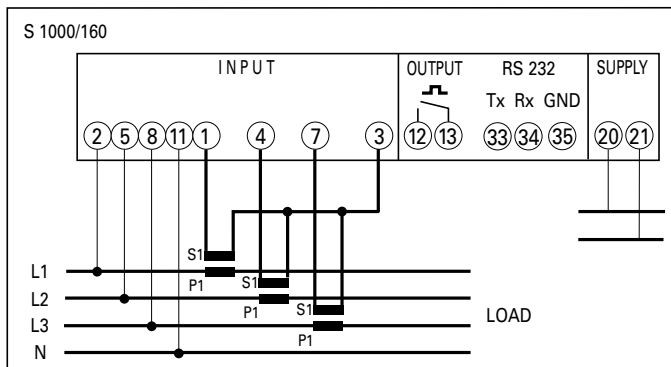 S 1000/160
INPUT OUTPUT RS 232 SUPPLY
Tx Rx GND
2 5 8 11 1 4 7 3 12 13 33 34 35 20 21
S1
L1
P1 S1
L2
P1 S1
L3
LOAD
P1
N